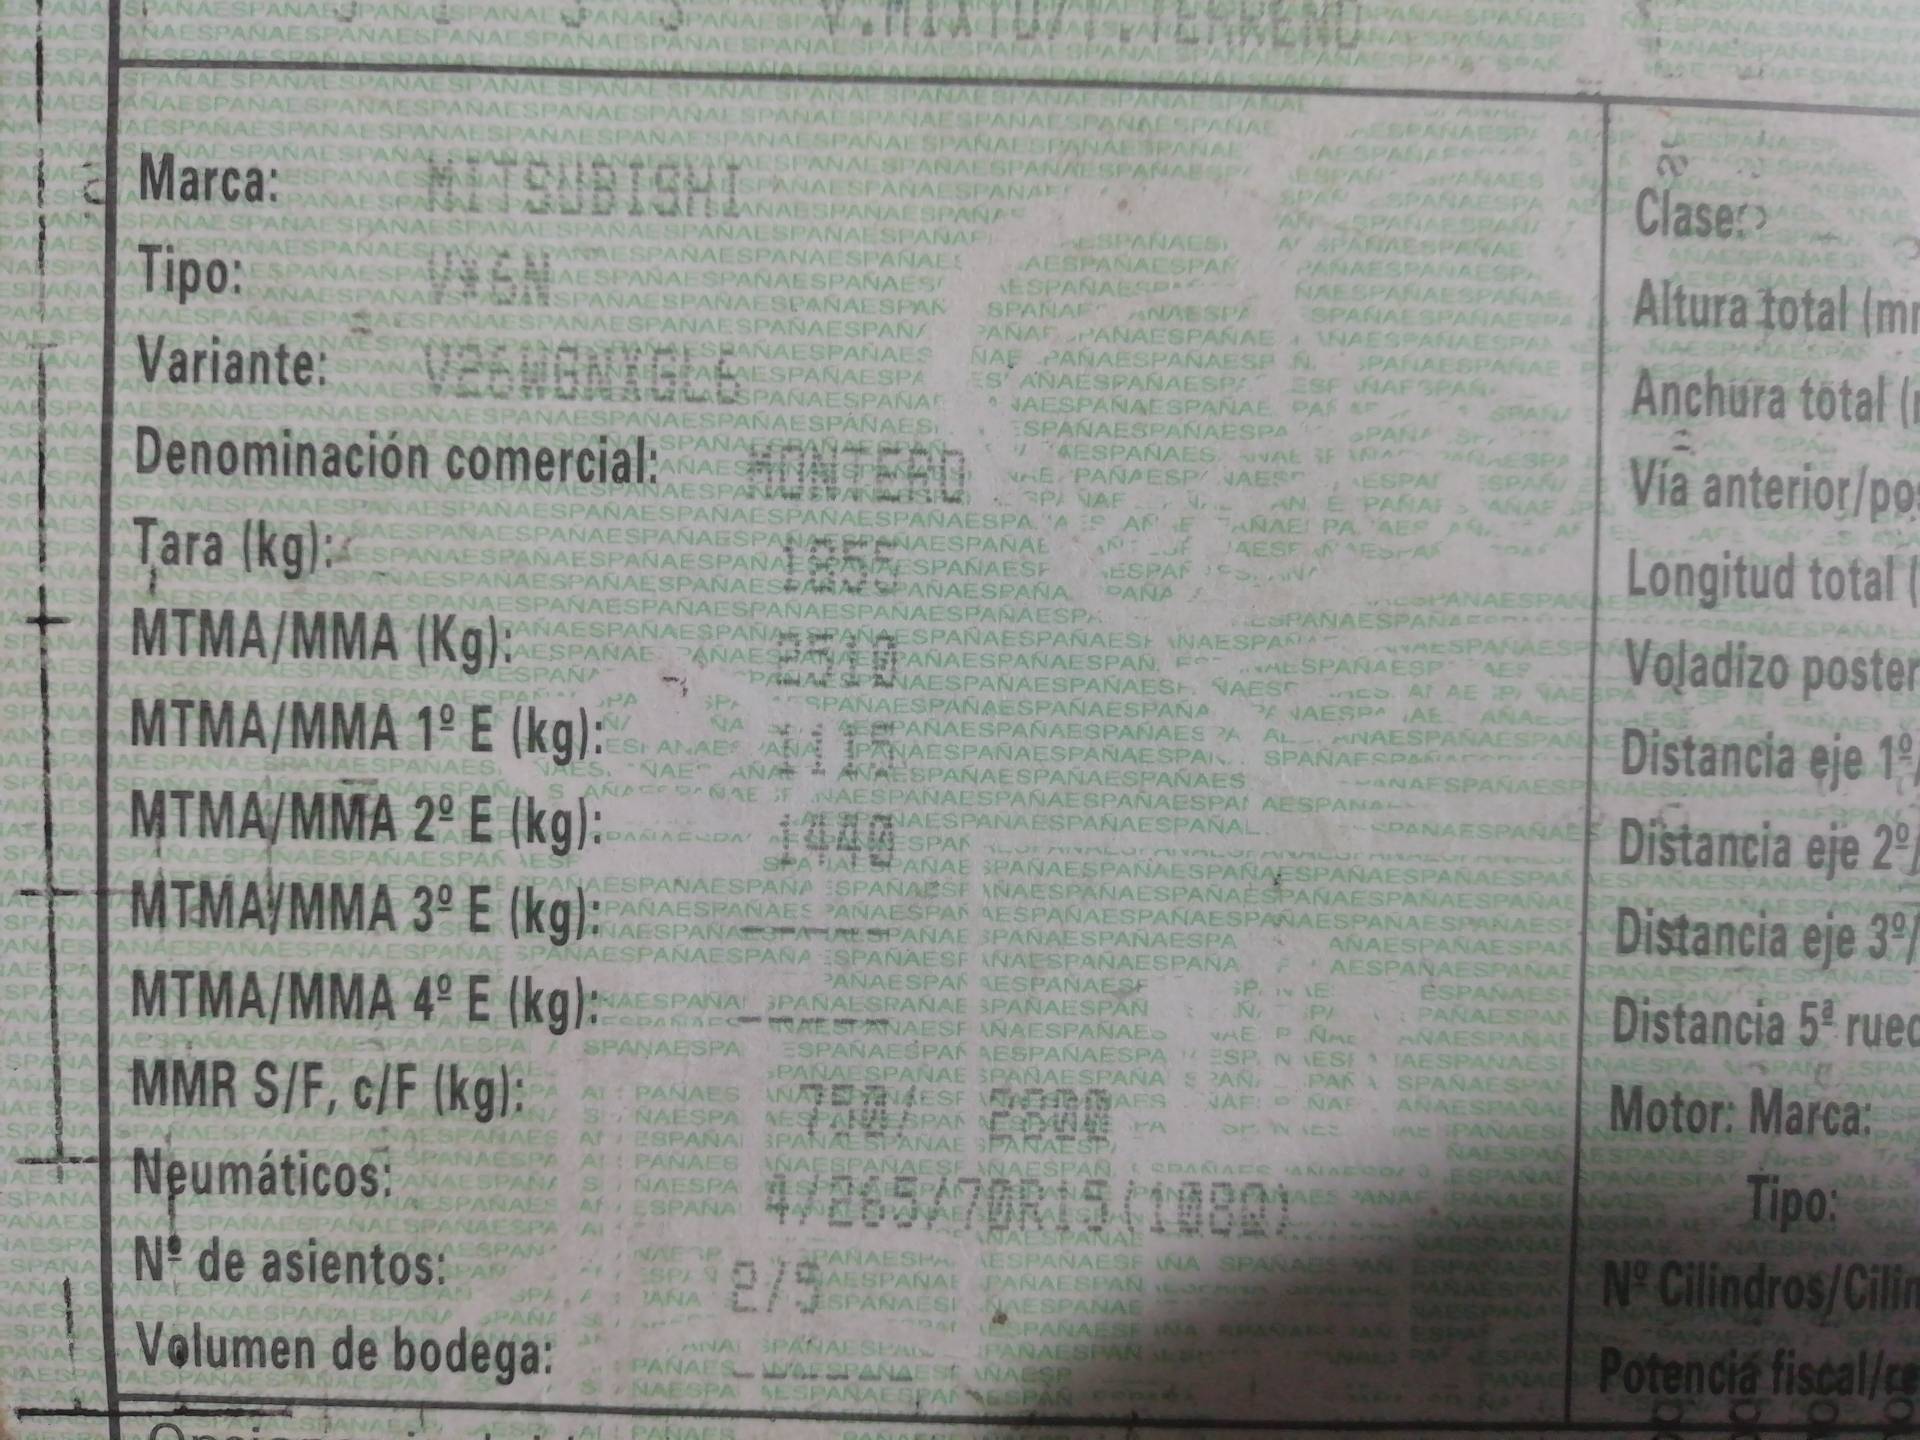 V.MIXTO/T.TERRENO
Marca: MITSUBISHI
Tipo: V*6N
Variante: V26WGNXGL6
Denominación comercial: MONTERO
Tara (kg): 1855
MTMA/MMA (Kg): 2510
MTMA/MMA 1º E (kg):
MTMA/MMA 2º E (kg): 1440
MTMA/MMA 3º E (kg): -----
MTMA/MMA 4º E (kg): -----
MMR S/F, c/F (kg): 750/
Neumáticos: 4/265/70R15(108Q)
Nº de asientos: 2/5
Volumen de bodega: ------
Clase:
Altura total (m
Anchura total (
Vía anterior/po
Longitud total (
Voladizo poster
Distancia eje 1º/
Distancia eje 2º/
Distancia eje 3º/
Distancia 5ª rued
Motor: Marca:
Tipo:
Nº Cilindros/Cilin
Potencia fiscal/re